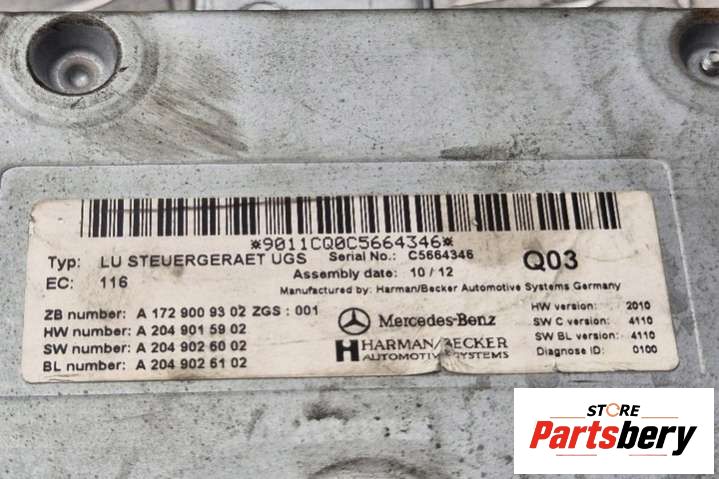 *9011CQ0C5664346*
Typ: LU STEUERGERAET UGS Serial No.: C5664346 Q03
EC: 116 Assembly date: 10/12
Manufactured by: Harman/Becker Automotive Systems Germany
ZB number: A 172 900 93 02 ZGS : 001
HW number: A 204 901 59 02
SW number: A 204 902 60 02
BL number: A 204 902 61 02
Mercedes-Benz
HARMAN/BECKER
AUTOMOTIVE SYSTEMS
HW version: 2010
SW C version: 4110
SW BL version: 4110
Diagnose ID: 0100
STORE
Partsbery